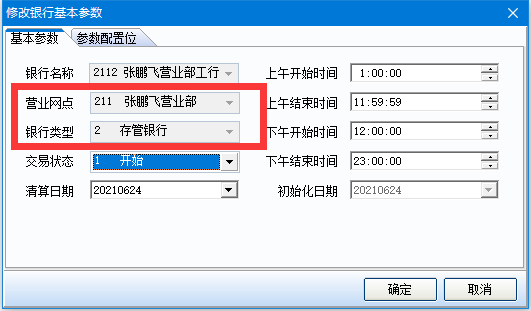 修改银行基本参数
基本参数 参数配置位
银行名称 2112 张鹏飞营业部工行 上午开始时间 1:00:00
营业网点 211 张鹏飞营业部 上午结束时间 11:59:59
银行类型 2 存管银行 下午开始时间 12:00:00
交易状态 1 开始 下午结束时间 23:00:00
清算日期 20210624 初始化日期 20210624
确定 取消